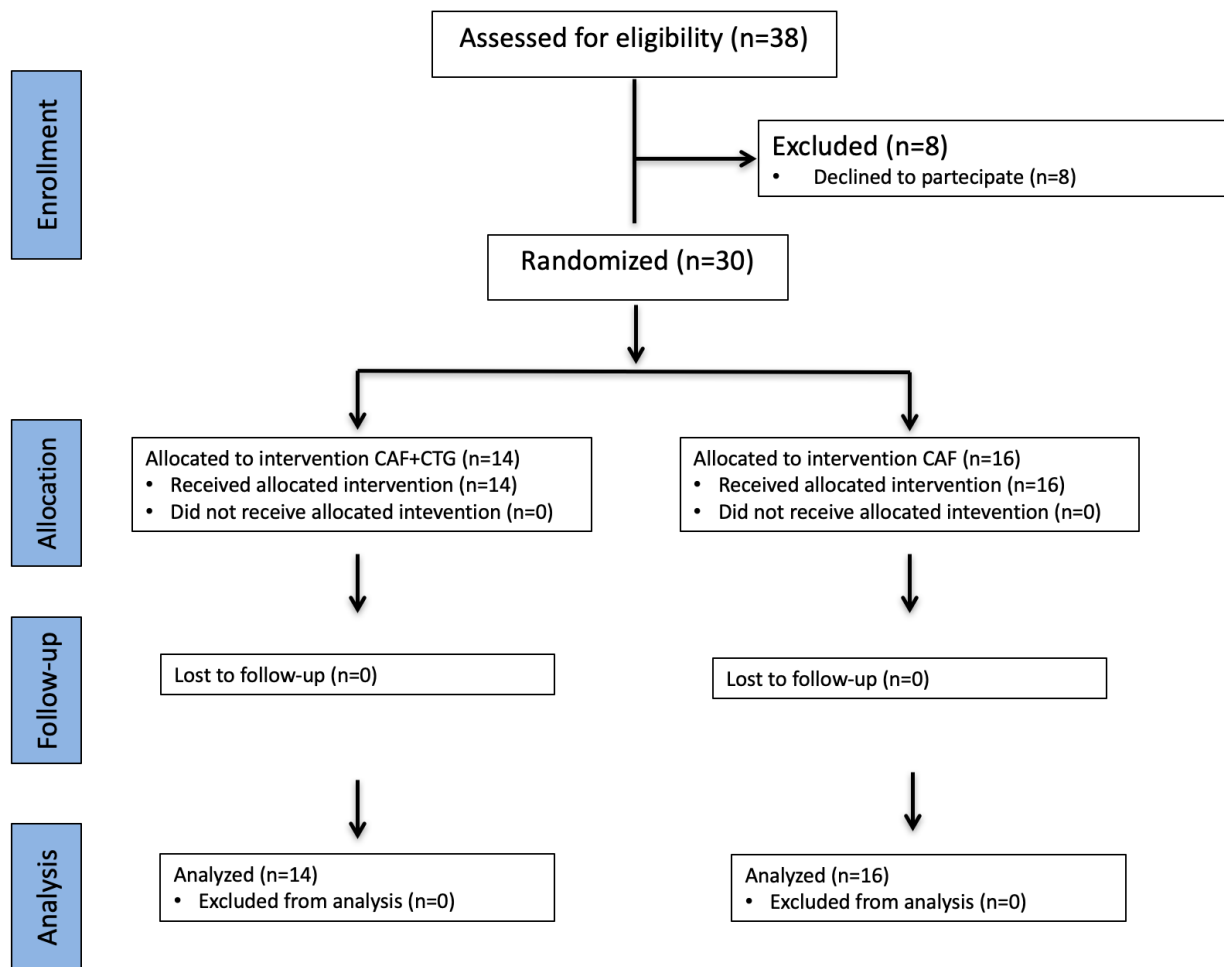 Assessed for eligibility (n=38)
Enrollment
Excluded (n=8)
• Declined to partecipate (n=8)
Randomized (n=30)
Allocation
Allocated to intervention CAF+CTG (n=14)
• Received allocated intervention (n=14)
• Did not receive allocated intevention (n=0)
Allocated to intervention CAF (n=16)
• Received allocated intervention (n=16)
• Did not receive allocated intevention (n=0)
Follow-up
Lost to follow-up (n=0)
Lost to follow-up (n=0)
Analysis
Analyzed (n=14)
• Excluded from analysis (n=0)
Analyzed (n=16)
• Excluded from analysis (n=0)